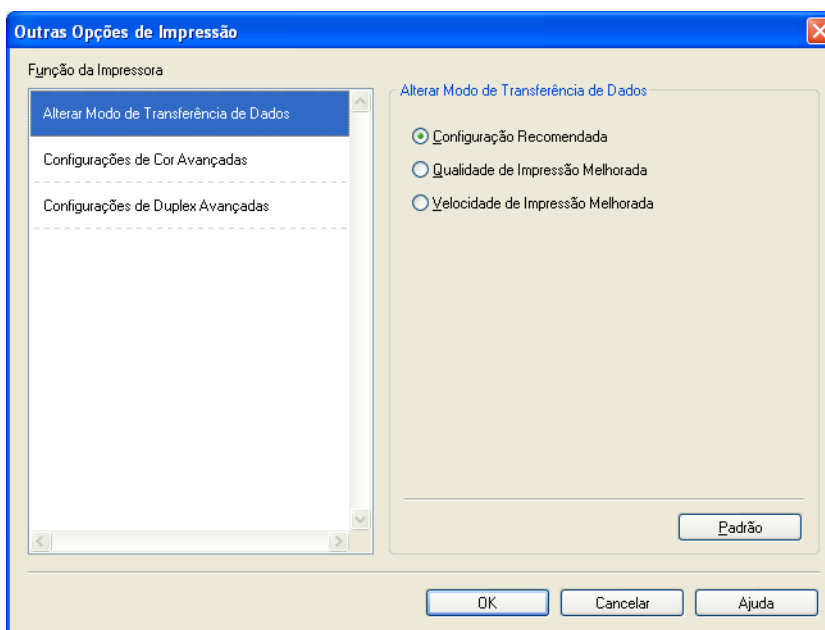 Outras Opções de Impressão
Função da Impressora
Alterar Modo de Transferência de Dados
Configurações de Cor Avançadas
Configurações de Duplex Avançadas
Alterar Modo de Transferência de Dados
Configuração Recomendada
Qualidade de Impressão Melhorada
Velocidade de Impressão Melhorada
Padrão
OK
Cancelar
Ajuda